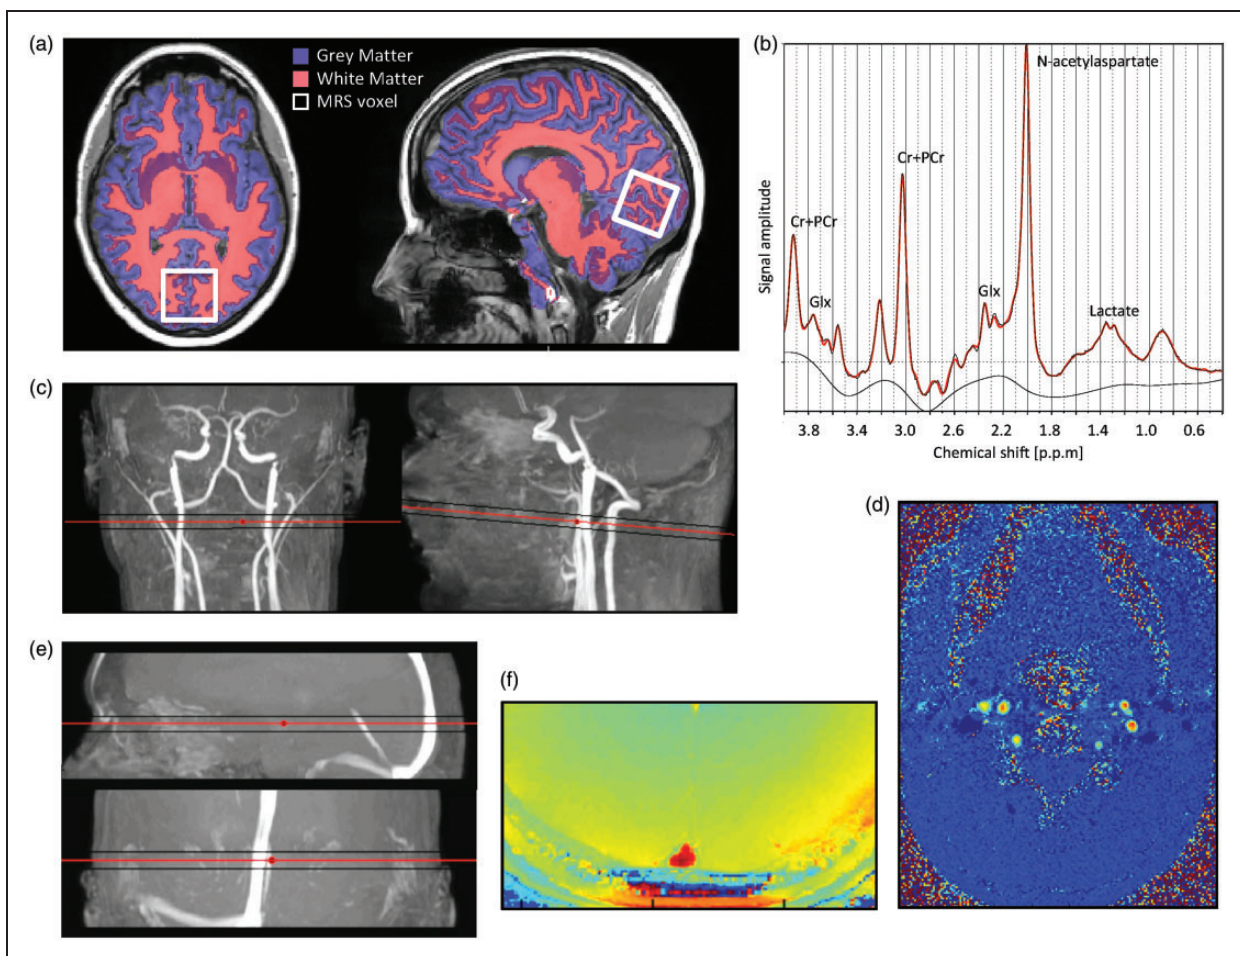 (a)
Grey Matter
White Matter
MRS voxel
(b)
N-acetylaspartate
Cr+PCr
Cr+PCr
Glx
Glx
Lactate
Signal amplitude
3.8 3.4 3.0 2.6 2.2 1.8 1.4 1.0 0.6
Chemical shift [p.p.m]
(c)
(d)
(e)
(f)